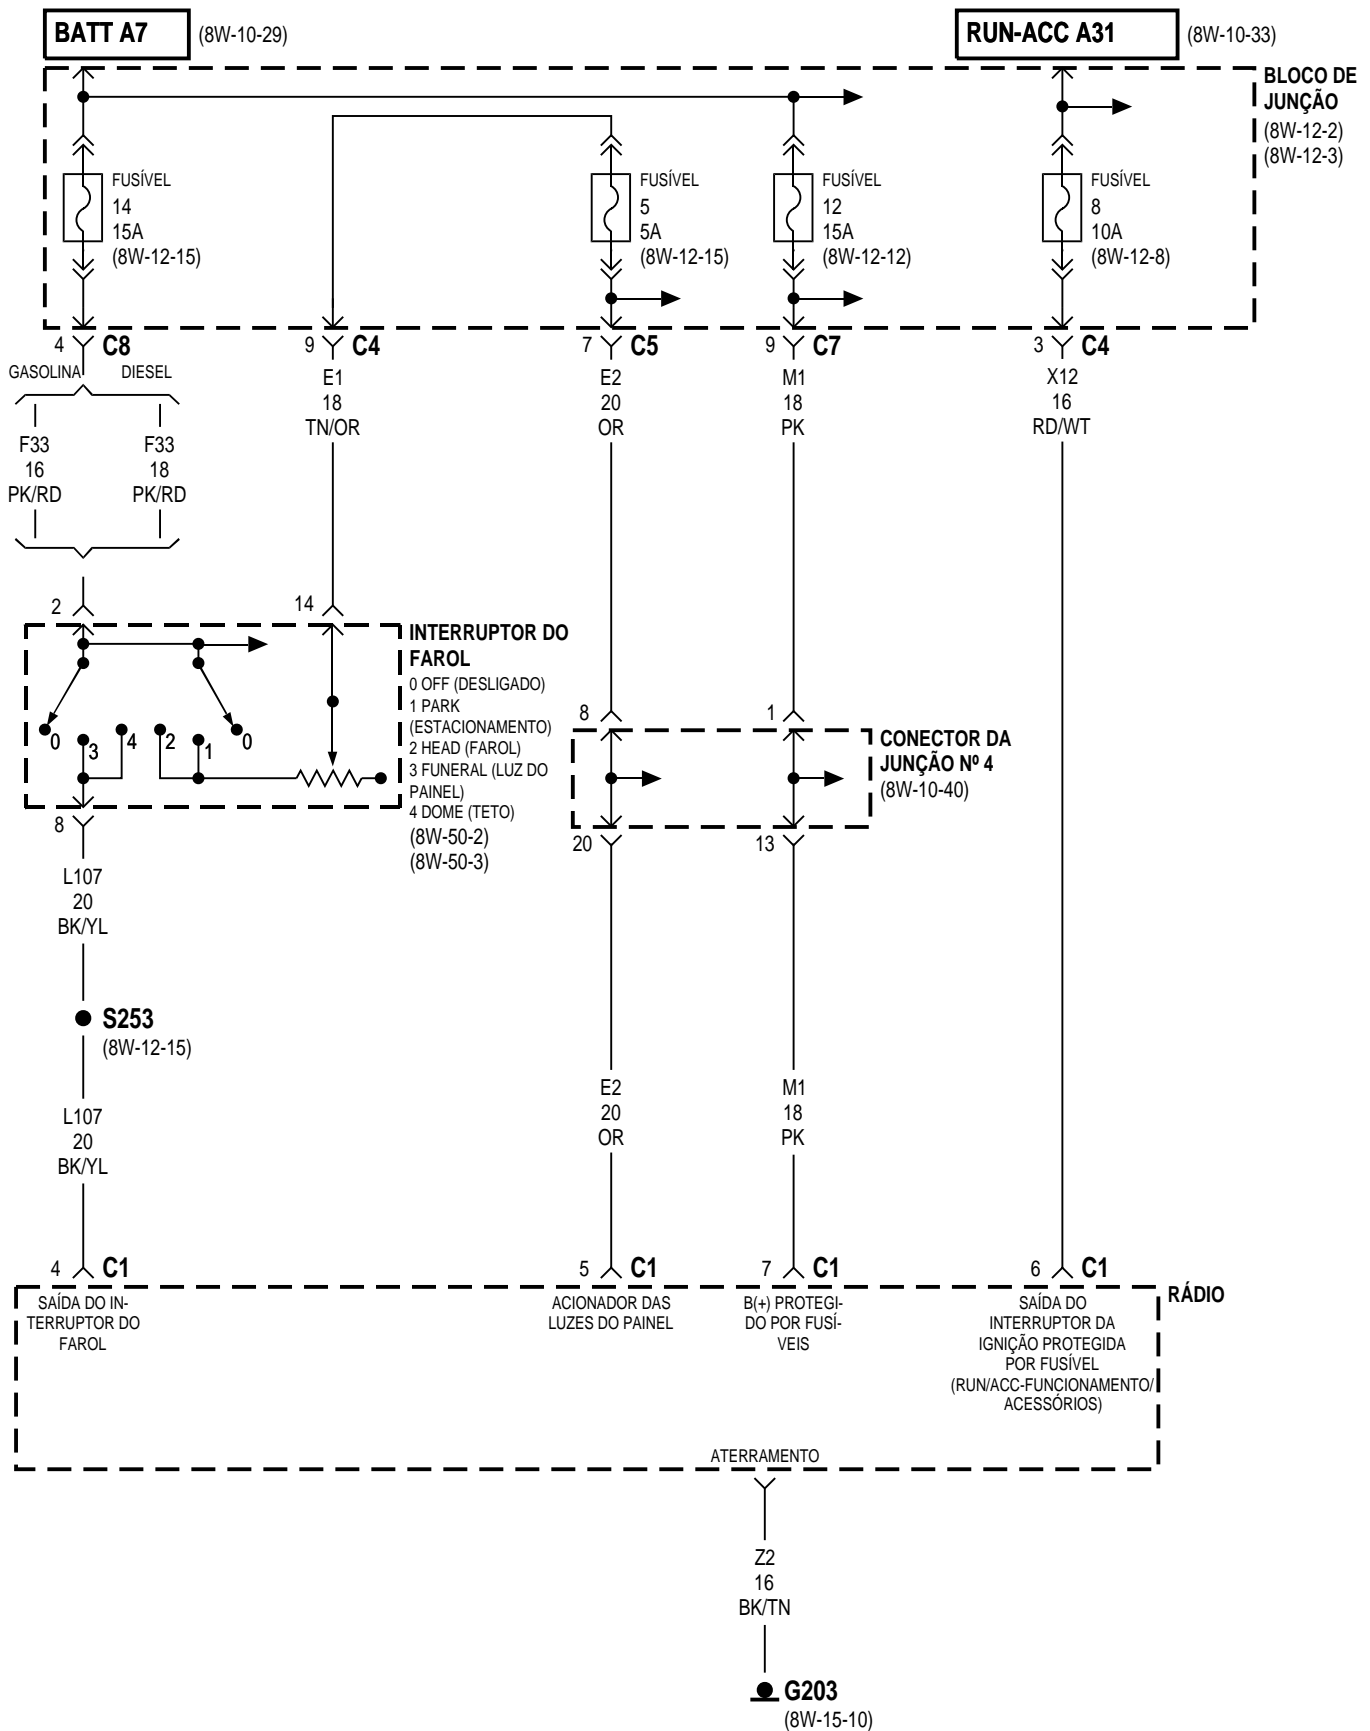 BATT A7
(8W-10-29)
RUN-ACC A31
(8W-10-33)
BLOCO DE
JUNÇÃO
(8W-12-2)
(8W-12-3)
FUSÍVEL
14
15A
(8W-12-15)
FUSÍVEL
5
5A
(8W-12-15)
FUSÍVEL
12
15A
(8W-12-12)
FUSÍVEL
8
10A
(8W-12-8)
4 C8
9 C4
7 C5
9 C7
3 C4
GASOLINA DIESEL
F33
16
PK/RD
F33
18
PK/RD
E1
18
TN/OR
E2
20
OR
M1
18
PK
X12
16
RD/WT
2
14
INTERRUPTOR DO
FAROL
0 OFF (DESLIGADO)
1 PARK
(ESTACIONAMENTO)
2 HEAD (FAROL)
3 FUNERAL (LUZ DO
PAINEL)
4 DOME (TETO)
(8W-50-2)
(8W-50-3)
0 3 4 2 1 0
8
8
1
CONECTOR DA
JUNÇÃO Nº 4
(8W-10-40)
20
13
L107
20
BK/YL
S253
(8W-12-15)
L107
20
BK/YL
E2
20
OR
M1
18
PK
4 C1
5 C1
7 C1
6 C1
RÁDIO
SAÍDA DO IN-
TERRUPTOR DO
FAROL
ACIONADOR DAS
LUZES DO PAINEL
B(+) PROTEGI-
DO POR FUSÍ-
VEIS
SAÍDA DO
INTERRUPTOR DA
IGNIÇÃO PROTEGIDA
POR FUSÍVEL
(RUN/ACC-FUNCIONAMENTO/
ACESSÓRIOS)
ATERRAMENTO
Z2
16
BK/TN
G203
(8W-15-10)